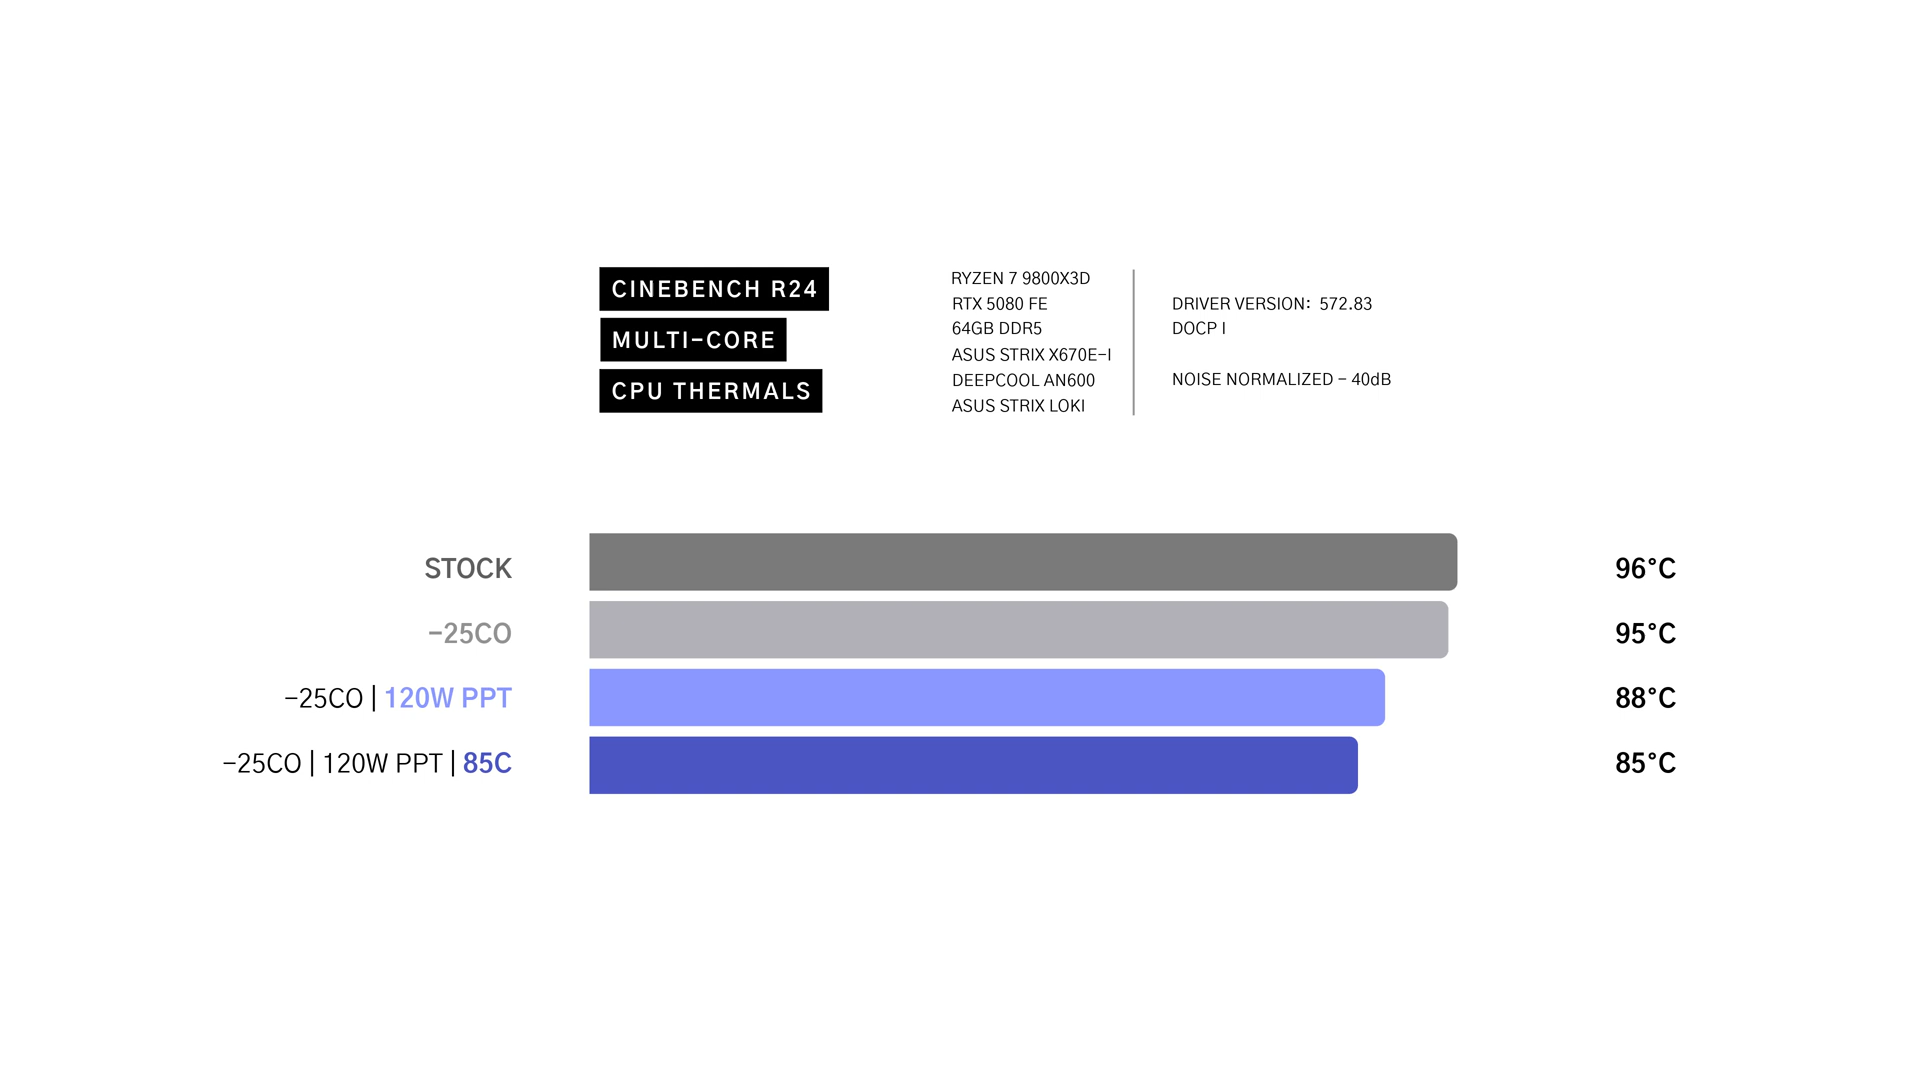 CINEBENCH R24
MULTI-CORE
CPU THERMALS
RYZEN 7 9800X3D
RTX 5080 FE
64GB DDR5
ASUS STRIX X670E-I
DEEPCOOL AN600
ASUS STRIX LOKI
DRIVER VERSION: 572.83
DOCP I
NOISE NORMALIZED - 40dB
STOCK 96°C
-25CO 95°C
-25CO | 120W PPT 88°C
-25CO | 120W PPT | 85C 85°C